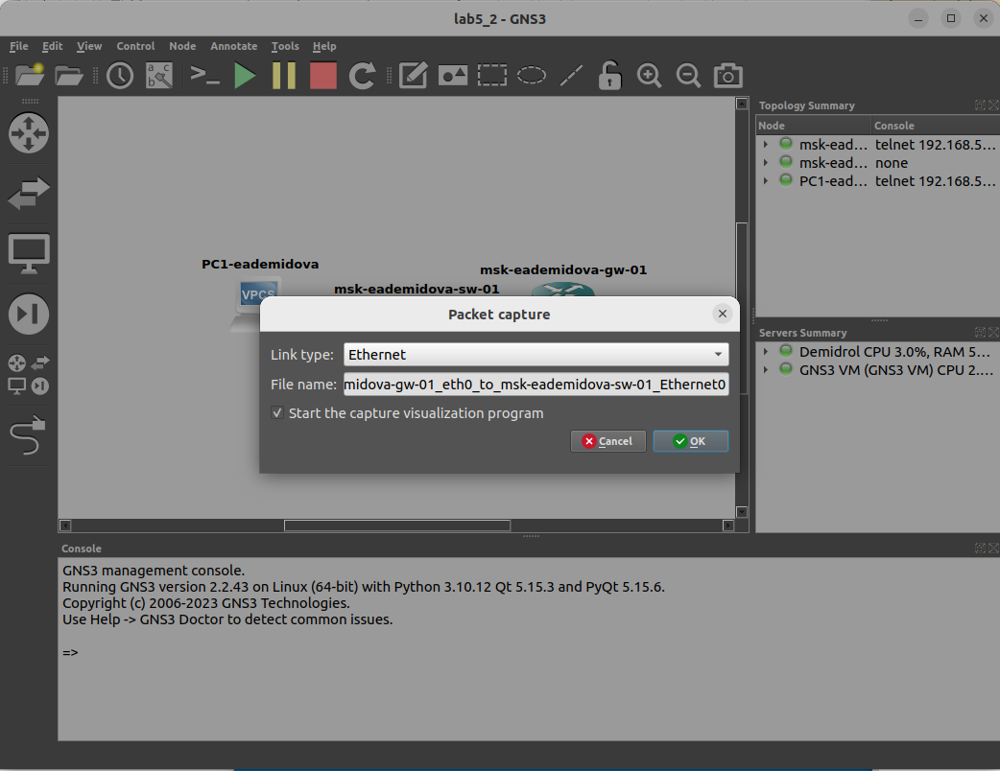 lab5_2 - GNS3
File Edit View Control Node Annotate Tools Help
Topology Summary
Node Console
msk-ead... telnet 192.168.5...
msk-ead... none
PC1-ead... telnet 192.168.5...
PC1-eademidova
msk-eademidova-gw-01
msk-eademidova-sw-01
VPCS
Packet capture
Link type: Ethernet
File name: midova-gw-01_eth0_to_msk-eademidova-sw-01_Ethernet0
Start the capture visualization program
Cancel OK
Servers Summary
Demidrol CPU 3.0%, RAM 5...
GNS3 VM (GNS3 VM) CPU 2....
Console
GNS3 management console.
Running GNS3 version 2.2.43 on Linux (64-bit) with Python 3.10.12 Qt 5.15.3 and PyQt 5.15.6.
Copyright (c) 2006-2023 GNS3 Technologies.
Use Help -> GNS3 Doctor to detect common issues.
=>